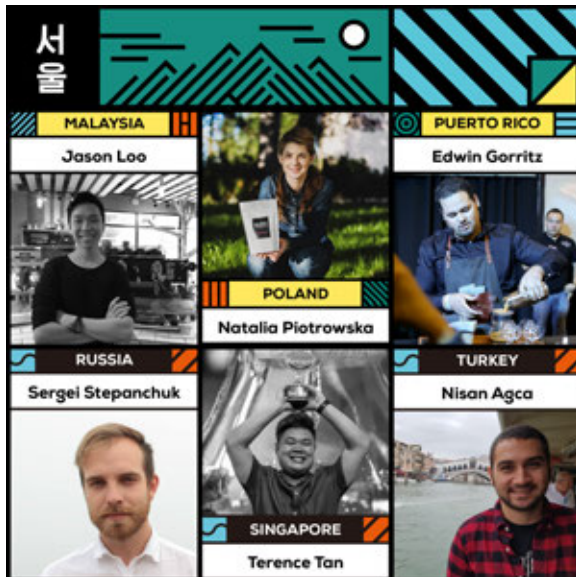 서
울
MALAYSIA
Jason Loo
PUERTO RICO
Edwin Gorritz
POLAND
Natalia Piotrowska
RUSSIA
Sergei Stepanchuk
TURKEY
Nisan Agca
SINGAPORE
Terence Tan